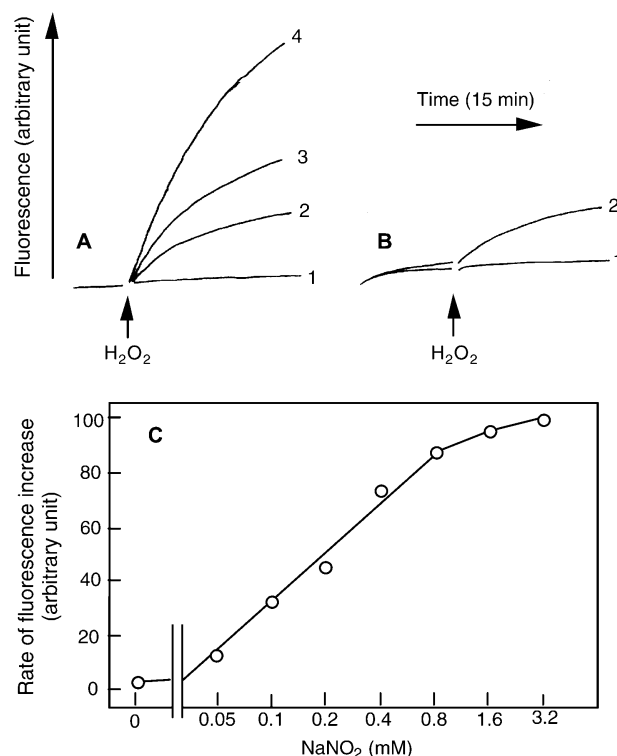 Fluorescence (arbitrary unit)
A
4
3
2
1
H₂O₂
Time (15 min)
B
2
H₂O₂
C
Rate of fluorescence increase
(arbitrary unit)
100
80
60
40
20
0
0 0.05 0.1 0.2 0.4 0.8 1.6 3.2
NaNO₂ (mM)